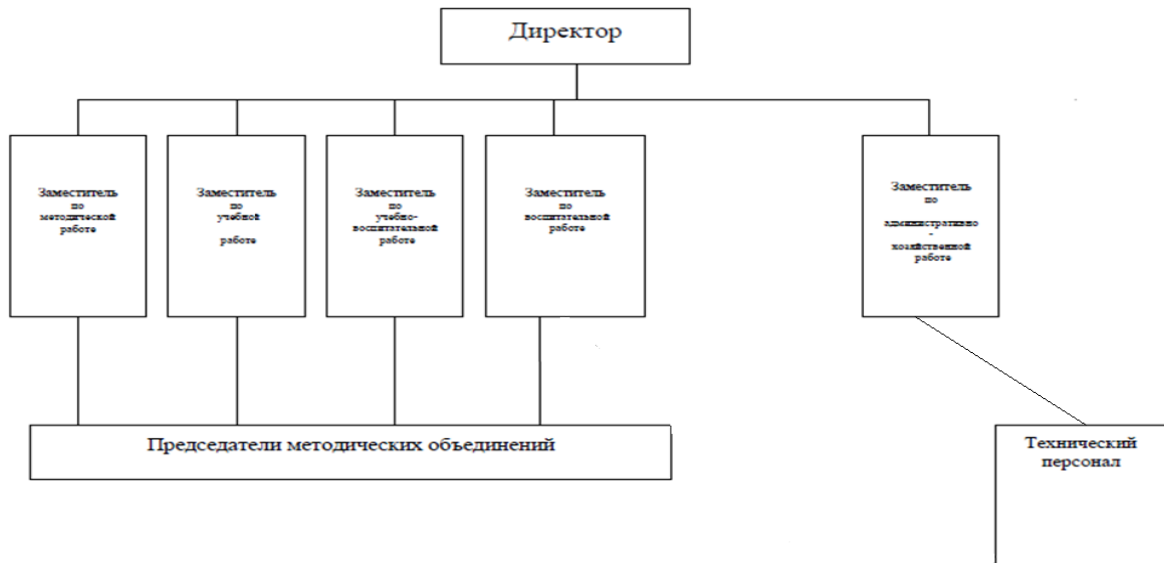 Директор
Заместитель
по
методической
работе
Заместитель
по
учебной
работе
Заместитель
по
учебно-
воспитательной
работе
Заместитель
по
воспитательной
работе
Заместитель
по
административно
-
хозяйственной
работе
Председатели методических объединений
Технический
персонал